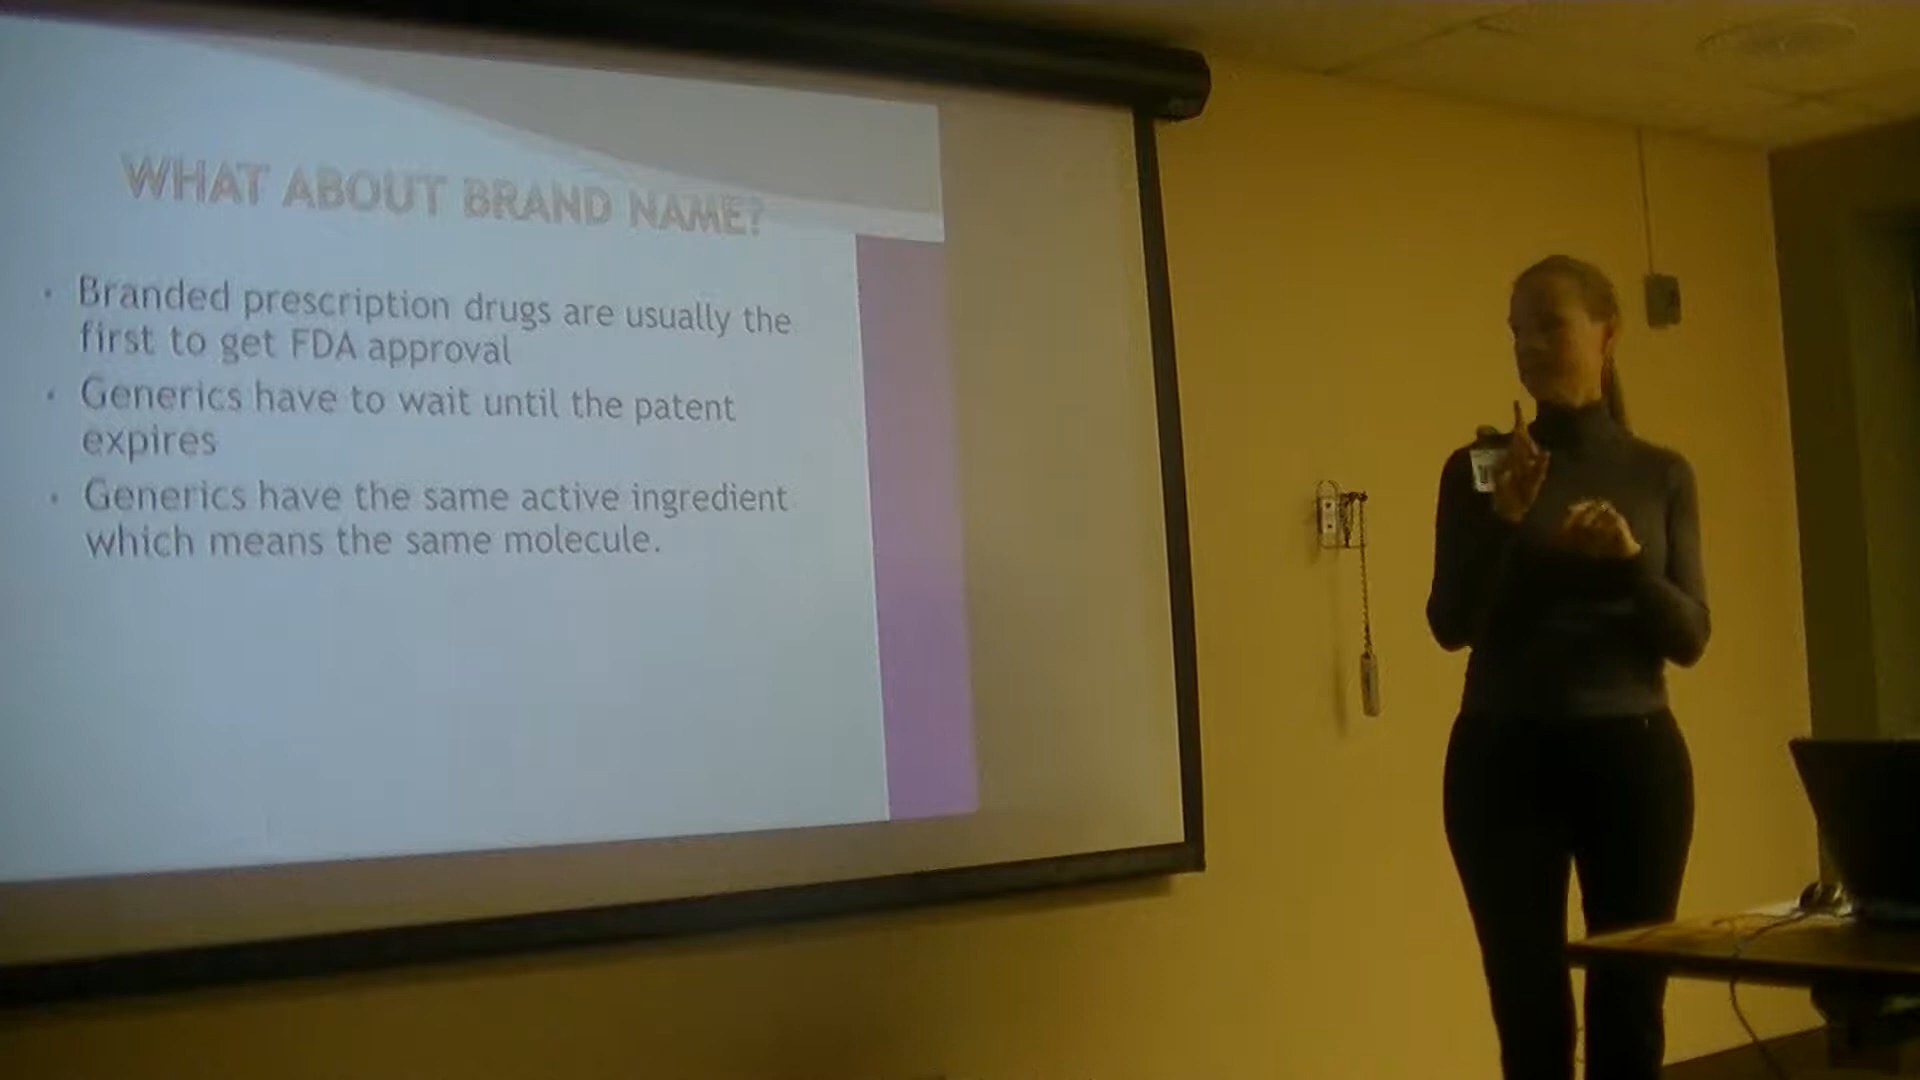 WHAT ABOUT BRAND NAME?
Branded prescription drugs are usually the
first to get FDA approval
Generics have to wait until the patent
expires
Generics have the same active ingredient
which means the same molecule.